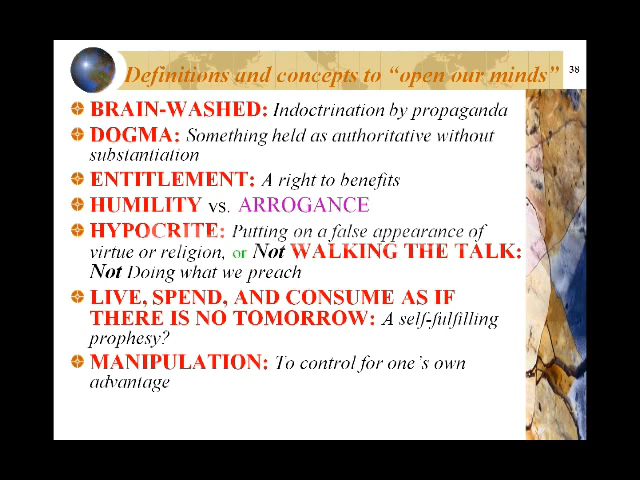 Definitions and concepts to “open our minds”
38
BRAIN-WASHED: Indoctrination by propaganda
DOGMA: Something held as authoritative without
substantiation
ENTITLEMENT: A right to benefits
HUMILITY vs. ARROGANCE
HYPOCRITE: Putting on a false appearance of
virtue or religion, or Not WALKING THE TALK:
Not Doing what we preach
LIVE, SPEND, AND CONSUME AS IF
THERE IS NO TOMORROW: A self-fulfilling
prophesy?
MANIPULATION: To control for one’s own
advantage